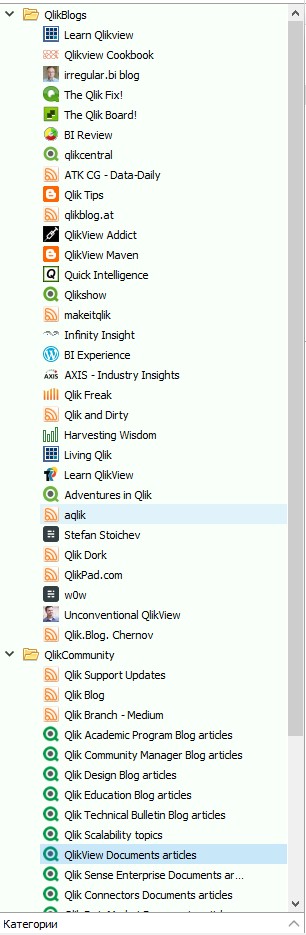 QlikBlogs
Learn Qlikview
Qlikview Cookbook
irregular.bi blog
The Qlik Fix!
The Qlik Board!
BI Review
qlikcentral
ATK CG - Data-Daily
Qlik Tips
qlikblog.at
QlikView Addict
QlikView Maven
Quick Intelligence
Qlikshow
makeitqlik
Infinity Insight
BI Experience
AXIS - Industry Insights
Qlik Freak
Qlik and Dirty
Harvesting Wisdom
Living Qlik
Learn QlikView
Adventures in Qlik
aqlik
Stefan Stoichev
Qlik Dork
QlikPad.com
w0w
Unconventional QlikView
Qlik.Blog. Chernov
QlikCommunity
Qlik Support Updates
Qlik Blog
Qlik Branch - Medium
Qlik Academic Program Blog articles
Qlik Community Manager Blog articles
Qlik Design Blog articles
Qlik Education Blog articles
Qlik Technical Bulletin Blog articles
Qlik Scalability topics
QlikView Documents articles
Qlik Sense Enterprise Documents ar...
Qlik Connectors Documents articles
Категории